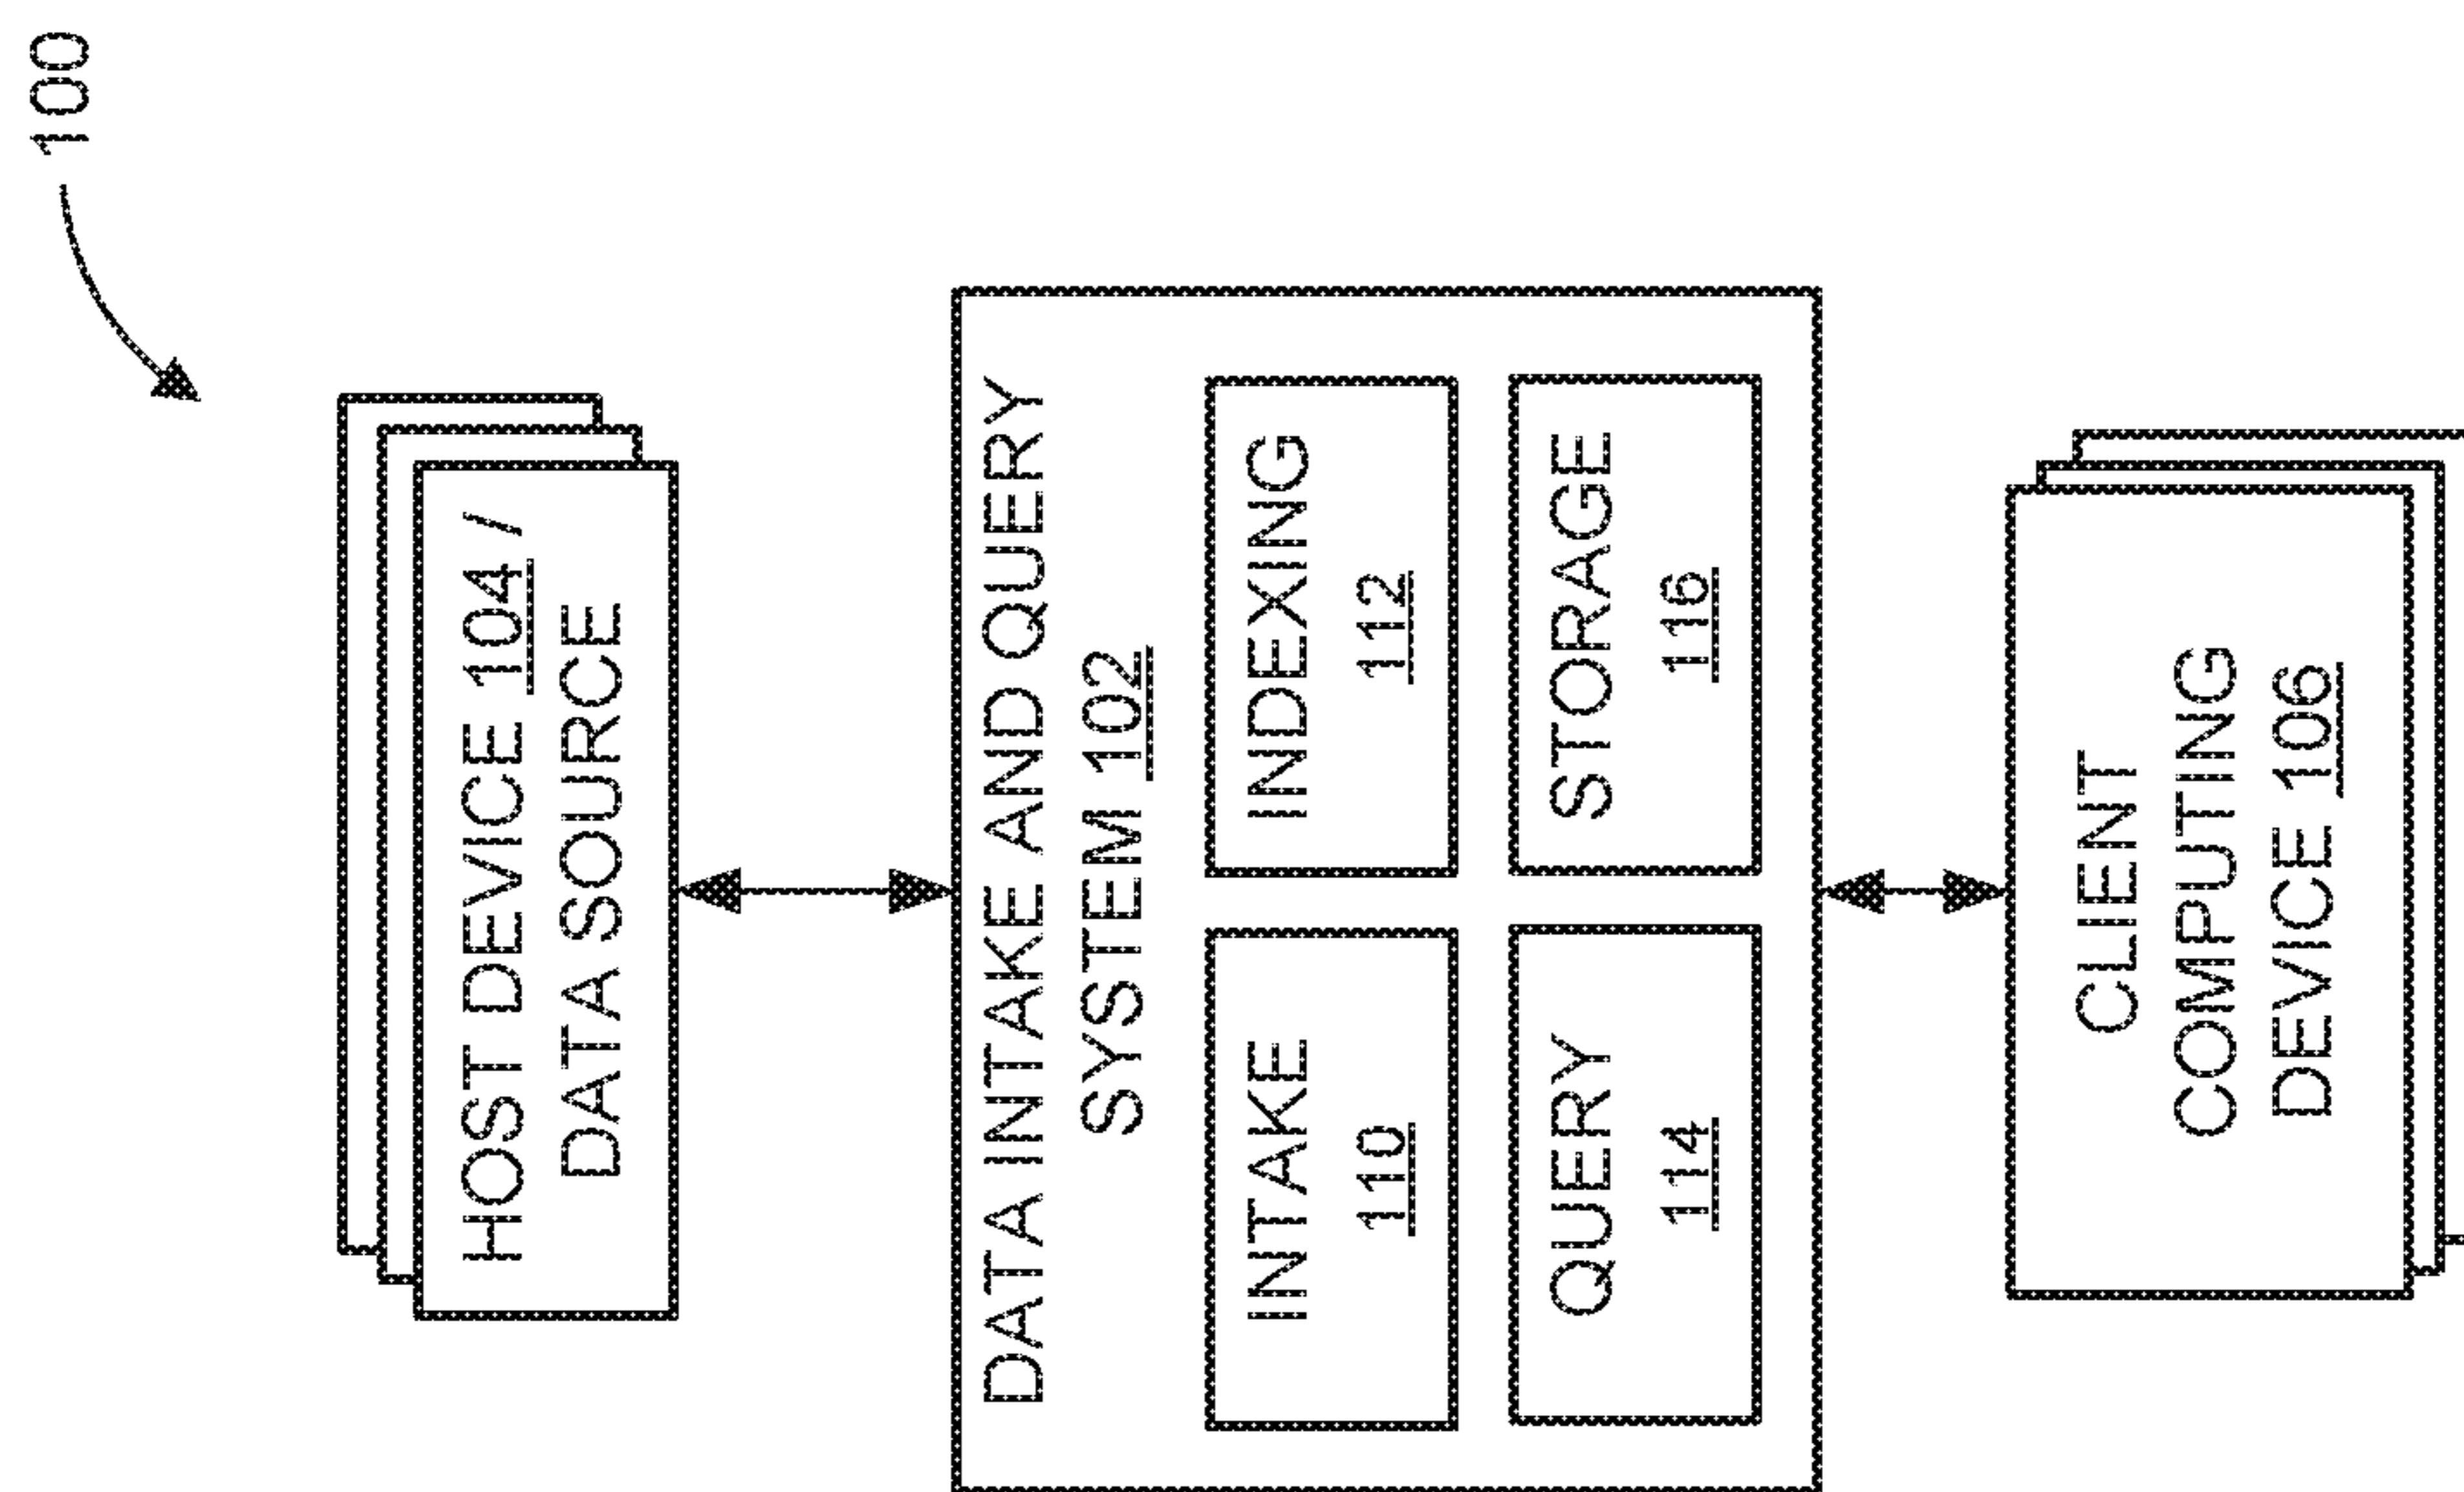 100
HOST DEVICE 104 /
DATA SOURCE
DATA INTAKE AND QUERY
SYSTEM 102
INTAKE
110
INDEXING
112
QUERY
114
STORAGE
116
CLIENT
COMPUTING
DEVICE 106